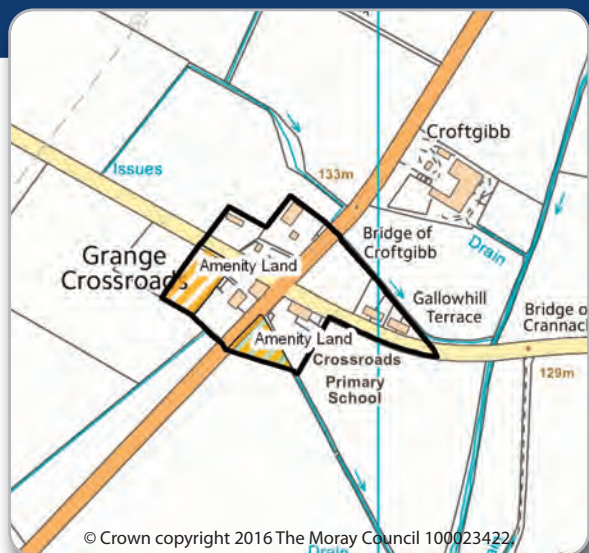 Croftgibb
Issues
133m
Bridge of
Croftgibb
Drain
Grange
Crossroads
Amenity Land
Gallowhill
Terrace
Bridge o
Crannach
Amenity Land
Crossroads
Primary
School
129m
© Crown copyright 2016 The Moray Council 100023422
Drain